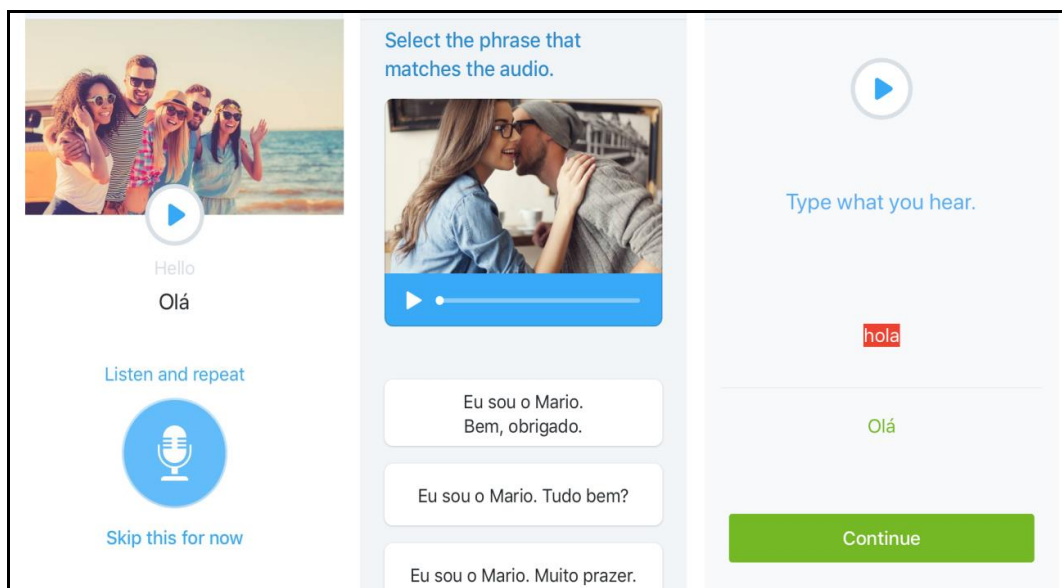 Hello
Olá
Listen and repeat
Skip this for now
Select the phrase that
matches the audio.
Eu sou o Mario.
Bem, obrigado.
Eu sou o Mario. Tudo bem?
Eu sou o Mario. Muito prazer.
Type what you hear.
hola
Olá
Continue